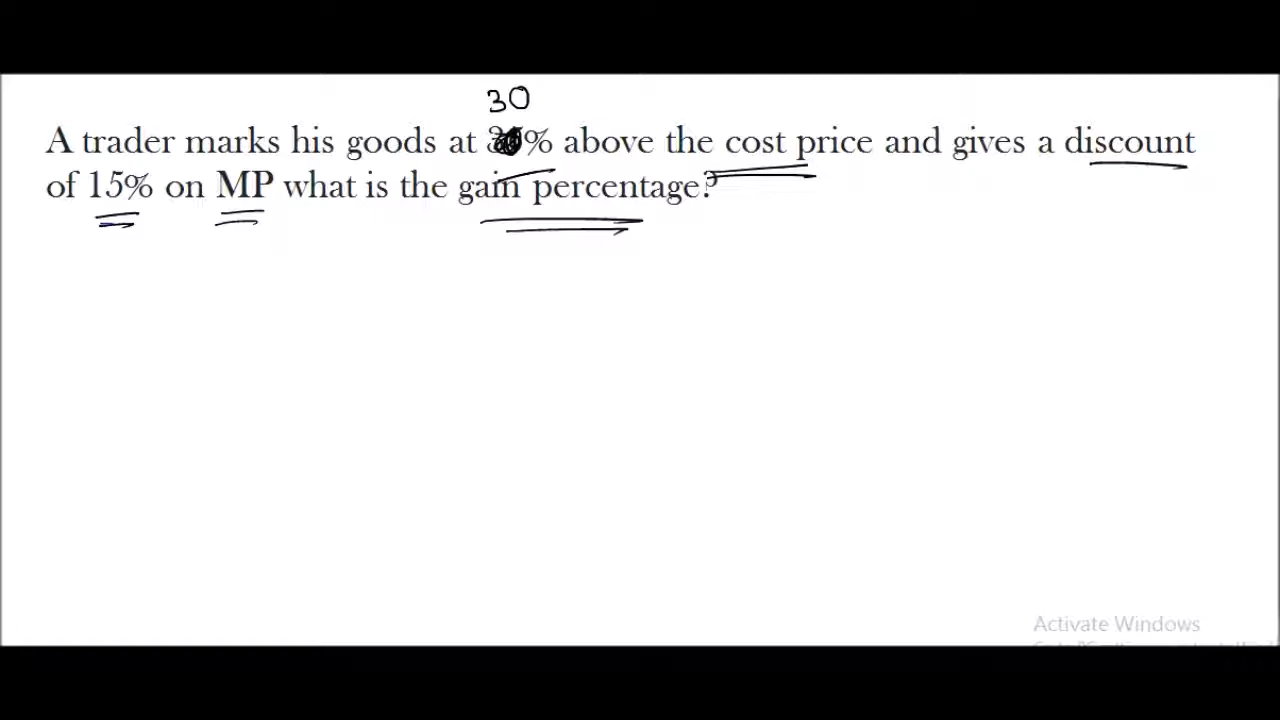 30
A trader marks his goods at % above the cost price and gives a discount
of 15% on MP what is the gain percentage?
Activate Windows